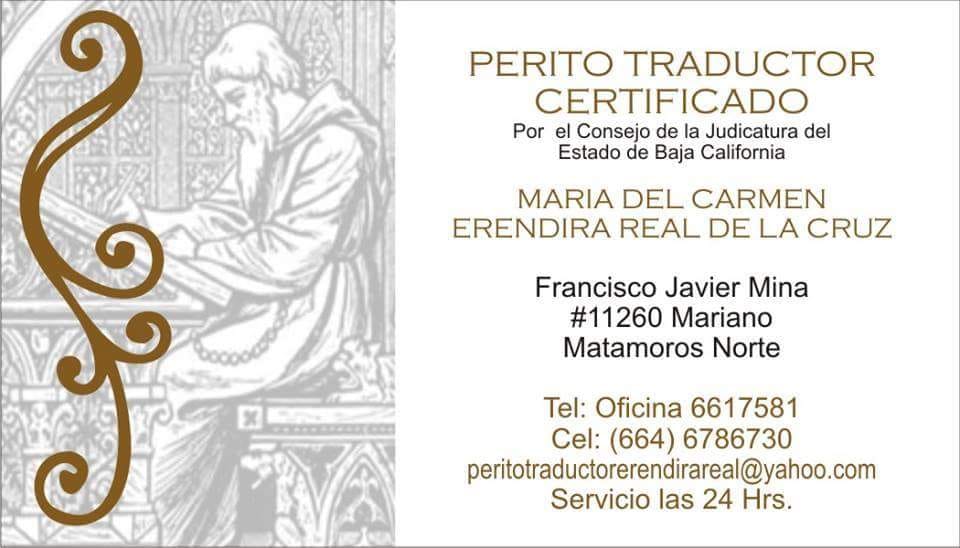 PERITO TRADUCTOR
CERTIFICADO
Por el Consejo de la Judicatura del
Estado de Baja California
MARIA DEL CARMEN
ERENDIRA REAL DE LA CRUZ
Francisco Javier Mina
#11260 Mariano
Matamoros Norte
Tel: Oficina 6617581
Cel: (664) 6786730
peritotraductorerendirareal@yahoo.com
Servicio las 24 Hrs.